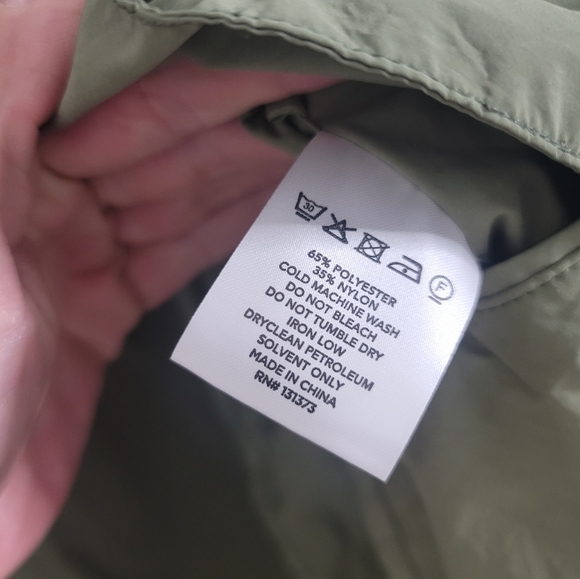 30 F
65% POLYESTER
35% NYLON
COLD MACHINE WASH
DO NOT BLEACH
DO NOT TUMBLE DRY
IRON LOW
DRYCLEAN PETROLEUM
SOLVENT ONLY
MADE IN CHINA
RN# 131373